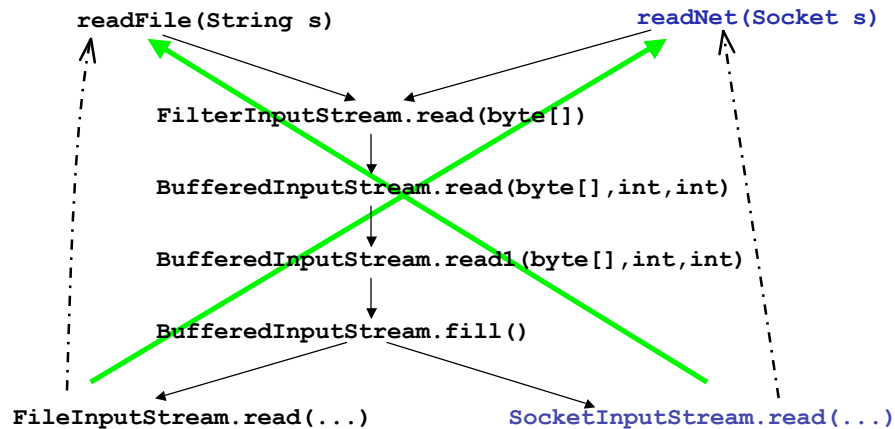 readFile(String s)
readNet(Socket s)
FilterInputStream.read(byte[])
BufferedInputStream.read(byte[],int,int)
BufferedInputStream.read1(byte[],int,int)
BufferedInputStream.fill()
FileInputStream.read(...)
SocketInputStream.read(...)